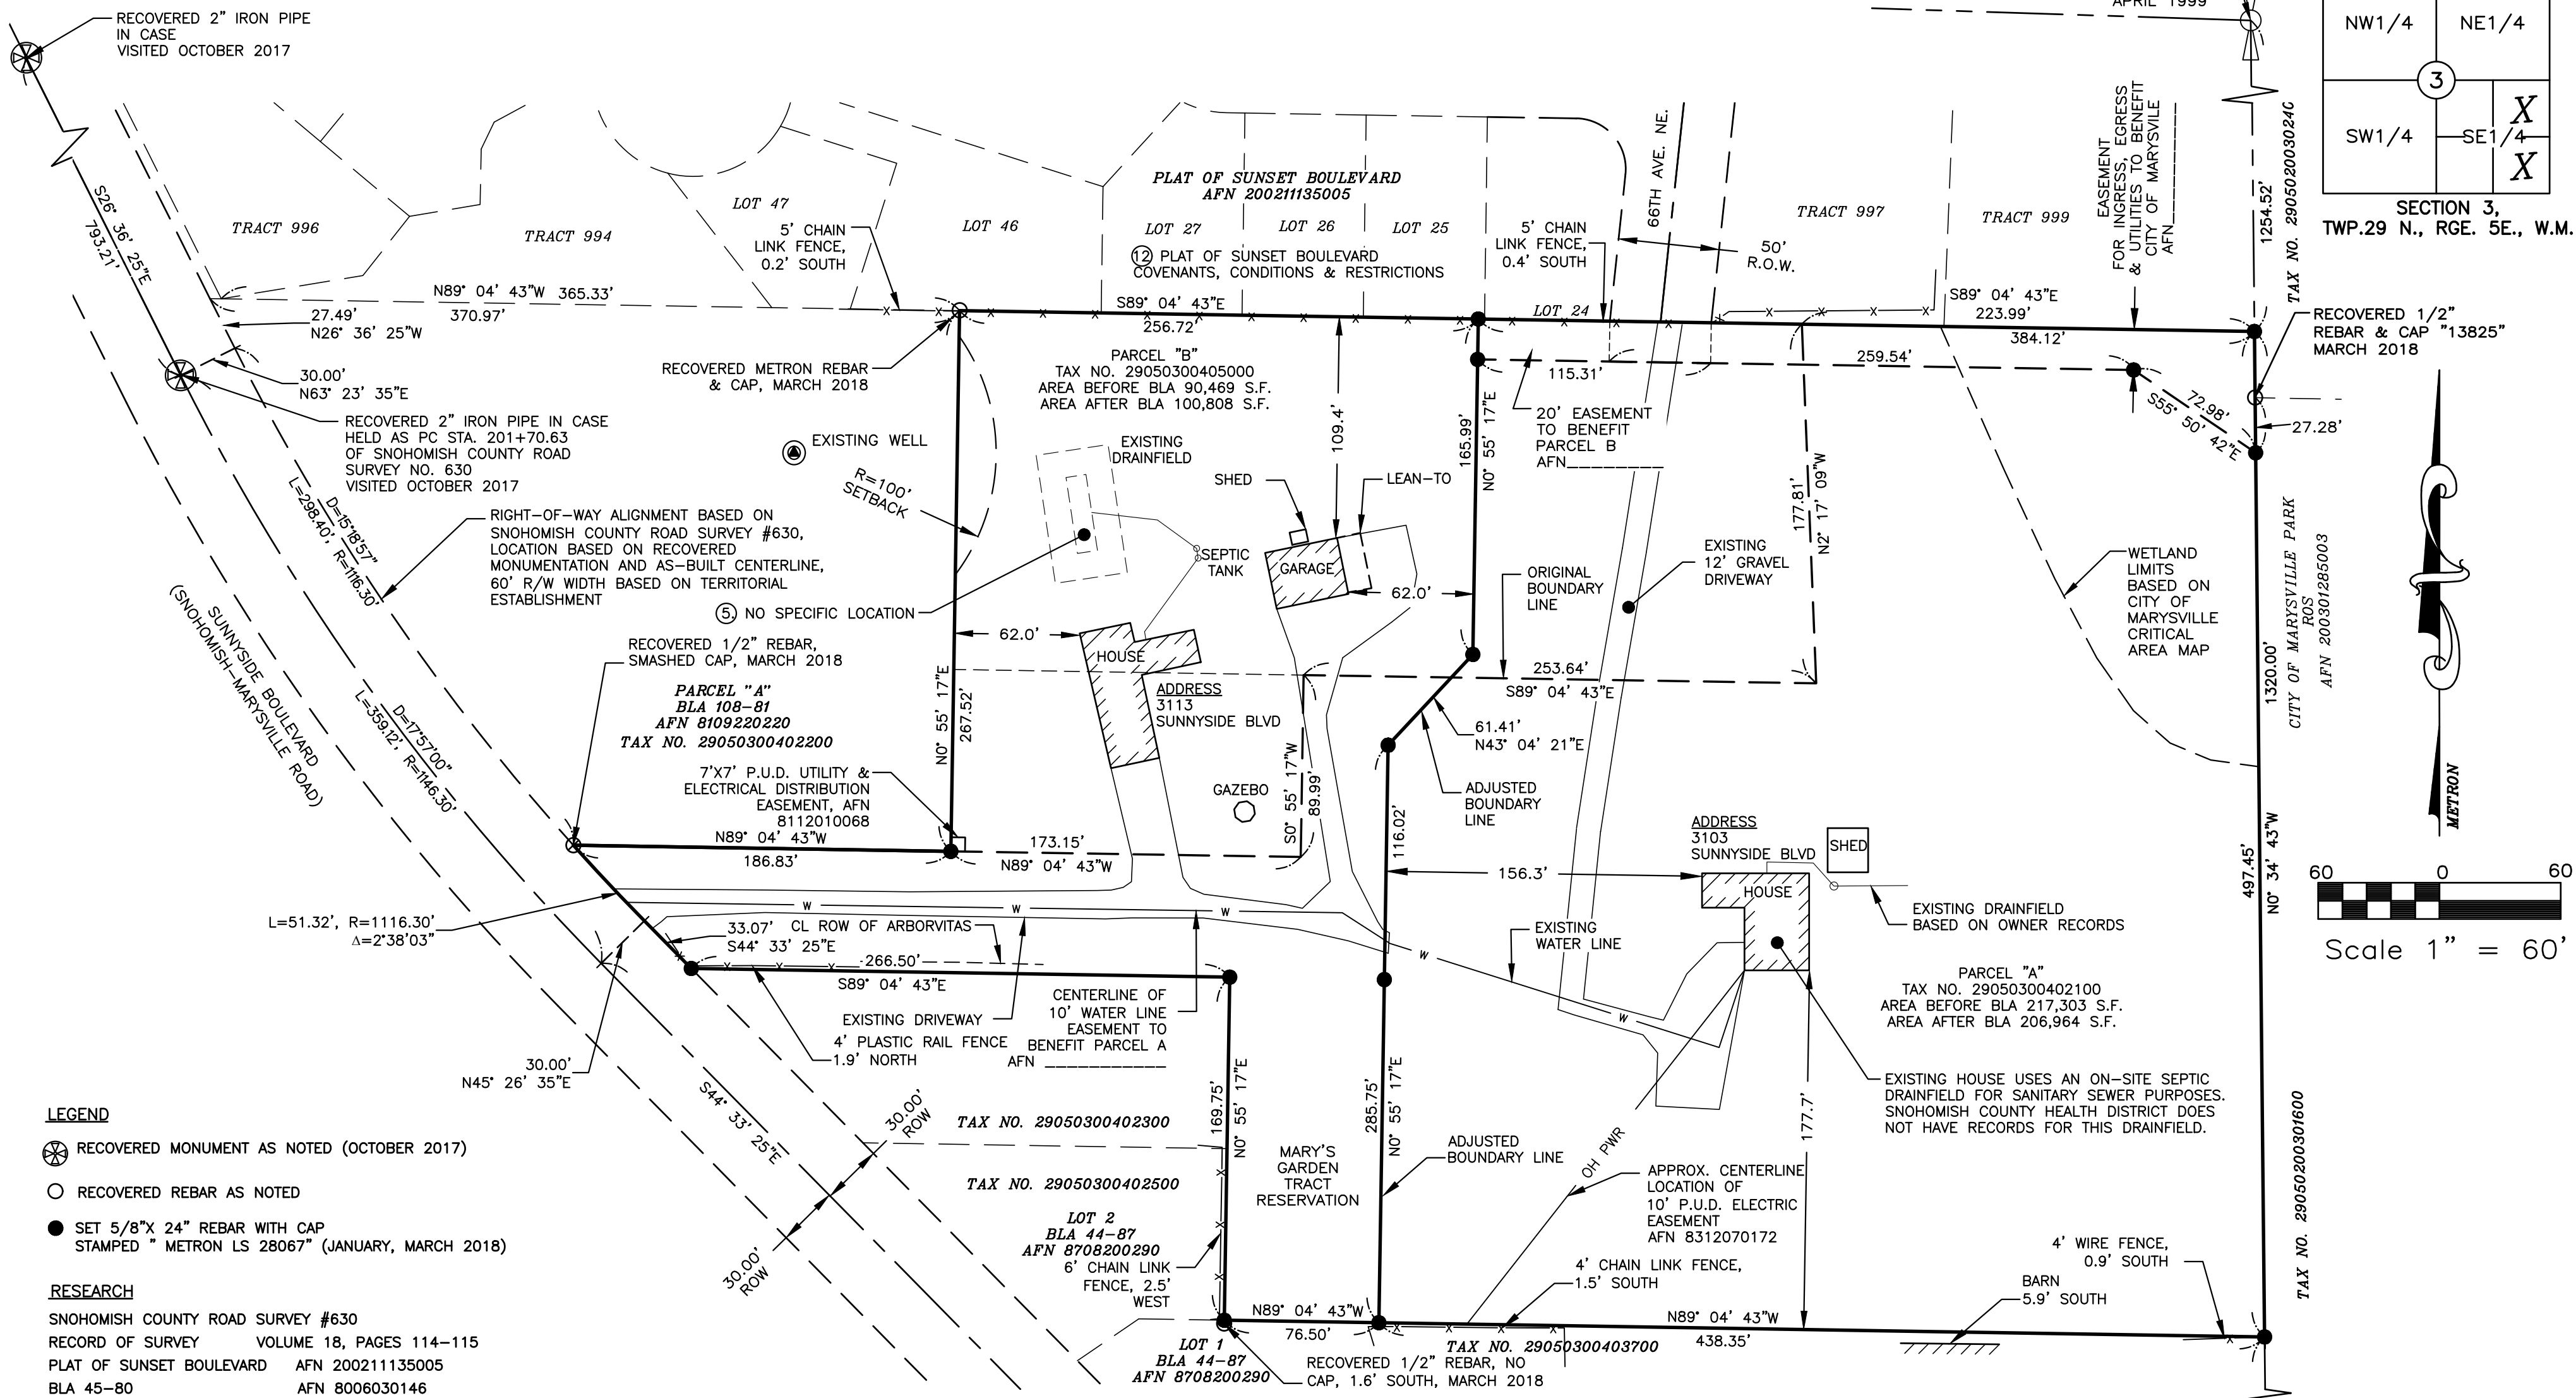 RECOVERED 2" IRON PIPE
IN CASE
VISITED OCTOBER 2017
APRIL 1999
NW1/4
NE1/4
3
SW1/4
SE1/4
X
X
SECTION 3,
TWP.29 N., RGE. 5E., W.M.
S26° 36' 25"E
793.21'
TRACT 996
TRACT 994
LOT 47
5' CHAIN
LINK FENCE,
0.2' SOUTH
LOT 46
PLAT OF SUNSET BOULEVARD
AFN 200211135005
LOT 27
LOT 26
LOT 25
12 PLAT OF SUNSET BOULEVARD
COVENANTS, CONDITIONS & RESTRICTIONS
5' CHAIN
LINK FENCE,
0.4' SOUTH
66TH AVE. NE.
50'
R.O.W.
TRACT 997
TRACT 999
EASEMENT
FOR INGRESS, EGRESS
& UTILITIES TO BENEFIT
CITY OF MARYSVILLE
AFN_________
1254.52'
TAX NO. 2905020030​24C
N89° 04' 43"W 365.33'
370.97'
27.49'
N26° 36' 25"W
S89° 04' 43"E
256.72'
LOT 24
S89° 04' 43"E
223.99'
384.12'
RECOVERED 1/2"
REBAR & CAP "13825"
MARCH 2018
30.00'
N63° 23' 35"E
RECOVERED METRON REBAR
& CAP, MARCH 2018
PARCEL "B"
TAX NO. 29050300405000
AREA BEFORE BLA 90,469 S.F.
AREA AFTER BLA 100,808 S.F.
109.4'
115.31'
259.54'
72.98'
S55° 50' 42"E
27.28'
RECOVERED 2" IRON PIPE IN CASE
HELD AS PC STA. 201+70.63
OF SNOHOMISH COUNTY ROAD
SURVEY NO. 630
VISITED OCTOBER 2017
EXISTING WELL
R=100'
SETBACK
EXISTING
DRAINFIELD
SHED
LEAN-TO
165.99'
N0° 55' 17"E
20' EASEMENT
TO BENEFIT
PARCEL B
AFN_________
177.81'
N2° 17' 09"W
D=15°18'57"
L=298.40', R=1116.30'
RIGHT-OF-WAY ALIGNMENT BASED ON
SNOHOMISH COUNTY ROAD SURVEY #630,
LOCATION BASED ON RECOVERED
MONUMENTATION AND AS-BUILT CENTERLINE,
60' R/W WIDTH BASED ON TERRITORIAL
ESTABLISHMENT
5. NO SPECIFIC LOCATION
SEPTIC
TANK
GARAGE
62.0'
ORIGINAL
BOUNDARY
LINE
EXISTING
12' GRAVEL
DRIVEWAY
WETLAND
LIMITS
BASED ON
CITY OF
MARYSVILLE
CRITICAL
AREA MAP
1320.00'
CITY OF MARYSVILLE PARK
ROS
AFN 200301285003
SUNNYSIDE BOULEVARD
(SNOHOMISH-MARYSVILLE ROAD)
RECOVERED 1/2" REBAR,
SMASHED CAP, MARCH 2018
62.0'
HOUSE
253.64'
S89° 04' 43"E
PARCEL "A"
BLA 108-81
AFN 8109220220
TAX NO. 29050300402200
N0° 55' 17"E
267.52'
ADDRESS
3113
SUNNYSIDE BLVD
61.41'
N43° 04' 21"E
D=17°57'00"
L=359.12', R=1146.30'
7'X7' P.U.D. UTILITY &
ELECTRICAL DISTRIBUTION
EASEMENT, AFN
8112010068
GAZEBO
S0° 55' 17"W
89.99'
ADJUSTED
BOUNDARY
LINE
116.02'
METRON
N89° 04' 43"W
186.83'
173.15'
N89° 04' 43"W
156.3'
ADDRESS
3103
SUNNYSIDE BLVD
SHED
HOUSE
497.45'
N0° 34' 43"W
60 0 60
Scale 1" = 60'
EXISTING DRAINFIELD
BASED ON OWNER RECORDS
L=51.32', R=1116.30'
Δ=2°38'03"
W W W W W
33.07'
S44° 33' 25"E
CL ROW OF ARBORVITAS
266.50'
S89° 04' 43"E
EXISTING
WATER LINE
PARCEL "A"
TAX NO. 29050300402100
AREA BEFORE BLA 217,303 S.F.
AREA AFTER BLA 206,964 S.F.
EXISTING DRIVEWAY
4' PLASTIC RAIL FENCE
1.9' NORTH
CENTERLINE OF
10' WATER LINE
EASEMENT TO
BENEFIT PARCEL A
AFN ___________
30.00'
N45° 26' 35"E
169.75'
N0° 55' 17"E
285.75'
N0° 55' 17"E
177.7'
EXISTING HOUSE USES AN ON-SITE SEPTIC
DRAINFIELD FOR SANITARY SEWER PURPOSES.
SNOHOMISH COUNTY HEALTH DISTRICT DOES
NOT HAVE RECORDS FOR THIS DRAINFIELD.
S44° 33' 25"E
30.00'
ROW
30.00'
ROW
TAX NO. 29050300402300
TAX NO. 29050300402500
MARY'S
GARDEN
TRACT
RESERVATION
ADJUSTED
BOUNDARY LINE
OH PWR
APPROX. CENTERLINE
LOCATION OF
10' P.U.D. ELECTRIC
EASEMENT
AFN 8312070172
TAX NO. 29050200301600
LOT 2
BLA 44-87
AFN 8708200290
6' CHAIN LINK
FENCE, 2.5'
WEST
4' CHAIN LINK FENCE,
1.5' SOUTH
4' WIRE FENCE,
0.9' SOUTH
BARN
5.9' SOUTH
N89° 04' 43"W
76.50'
N89° 04' 43"W
438.35'
TAX NO. 29050300403700
LOT 1
BLA 44-87
AFN 8708200290
RECOVERED 1/2" REBAR, NO
CAP, 1.6' SOUTH, MARCH 2018
LEGEND
RECOVERED MONUMENT AS NOTED (OCTOBER 2017)
RECOVERED REBAR AS NOTED
SET 5/8"X 24" REBAR WITH CAP
STAMPED " METRON LS 28067" (JANUARY, MARCH 2018)
RESEARCH
SNOHOMISH COUNTY ROAD SURVEY #630
RECORD OF SURVEY VOLUME 18, PAGES 114-115
PLAT OF SUNSET BOULEVARD AFN 200211135005
BLA 45-80 AFN 8006030146